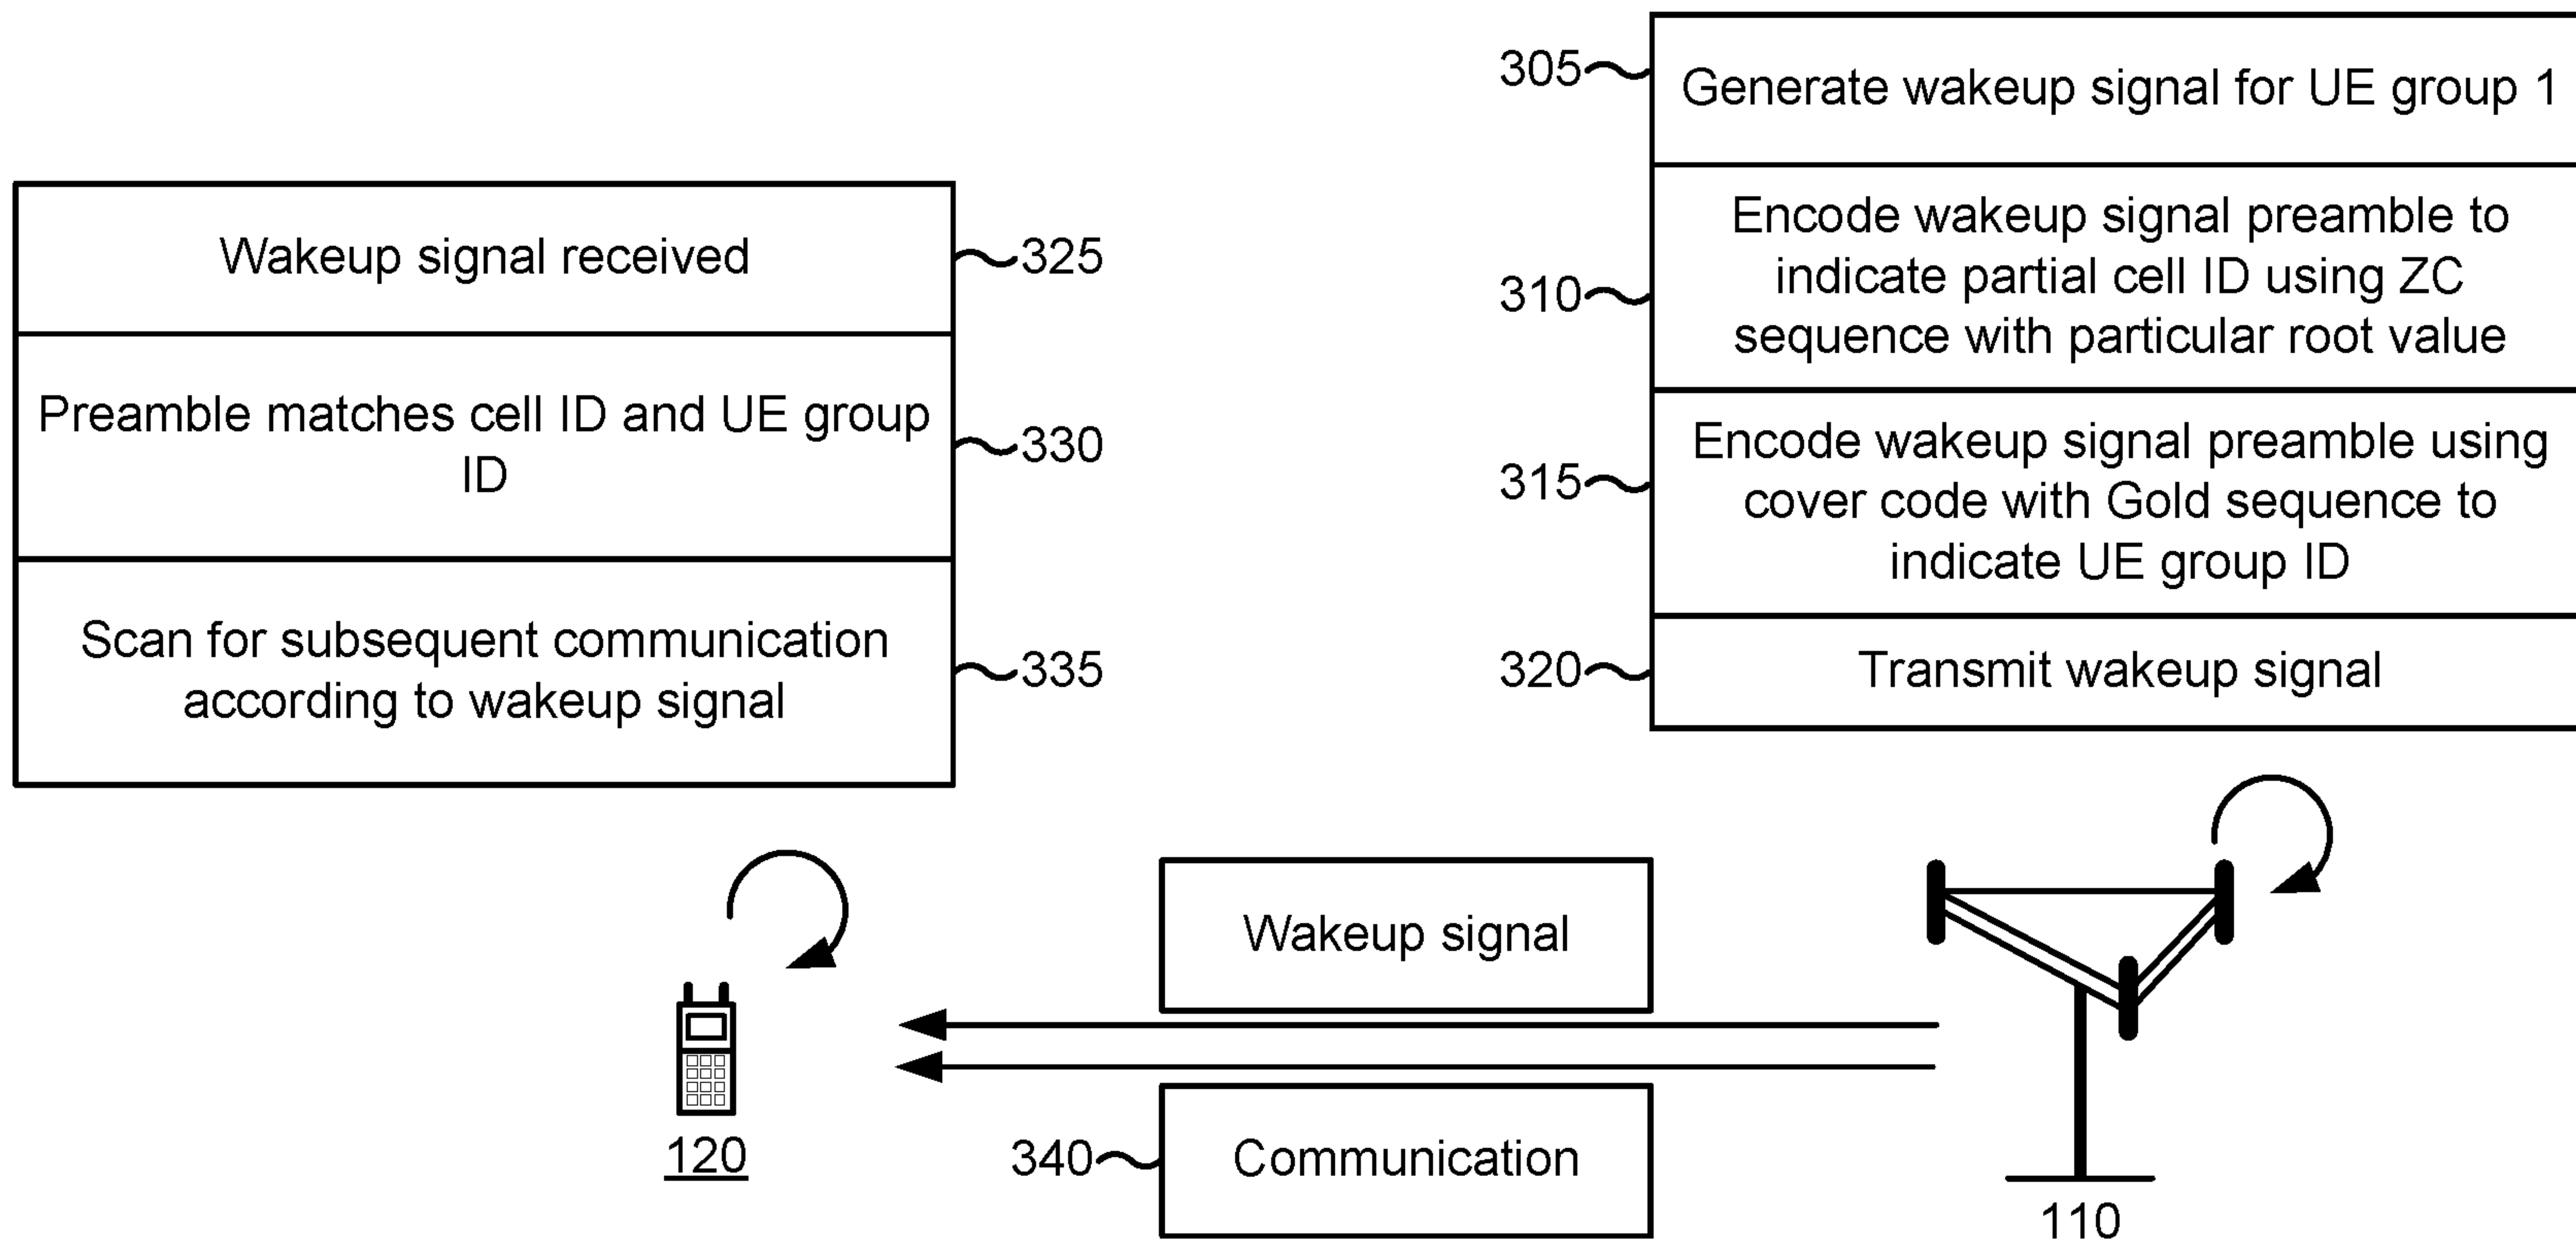 305
Generate wakeup signal for UE group 1
310
Encode wakeup signal preamble to
indicate partial cell ID using ZC
sequence with particular root value
315
Encode wakeup signal preamble using
cover code with Gold sequence to
indicate UE group ID
320
Transmit wakeup signal
Wakeup signal received
325
Preamble matches cell ID and UE group
ID
330
Scan for subsequent communication
according to wakeup signal
335
Wakeup signal
340
Communication
120
110